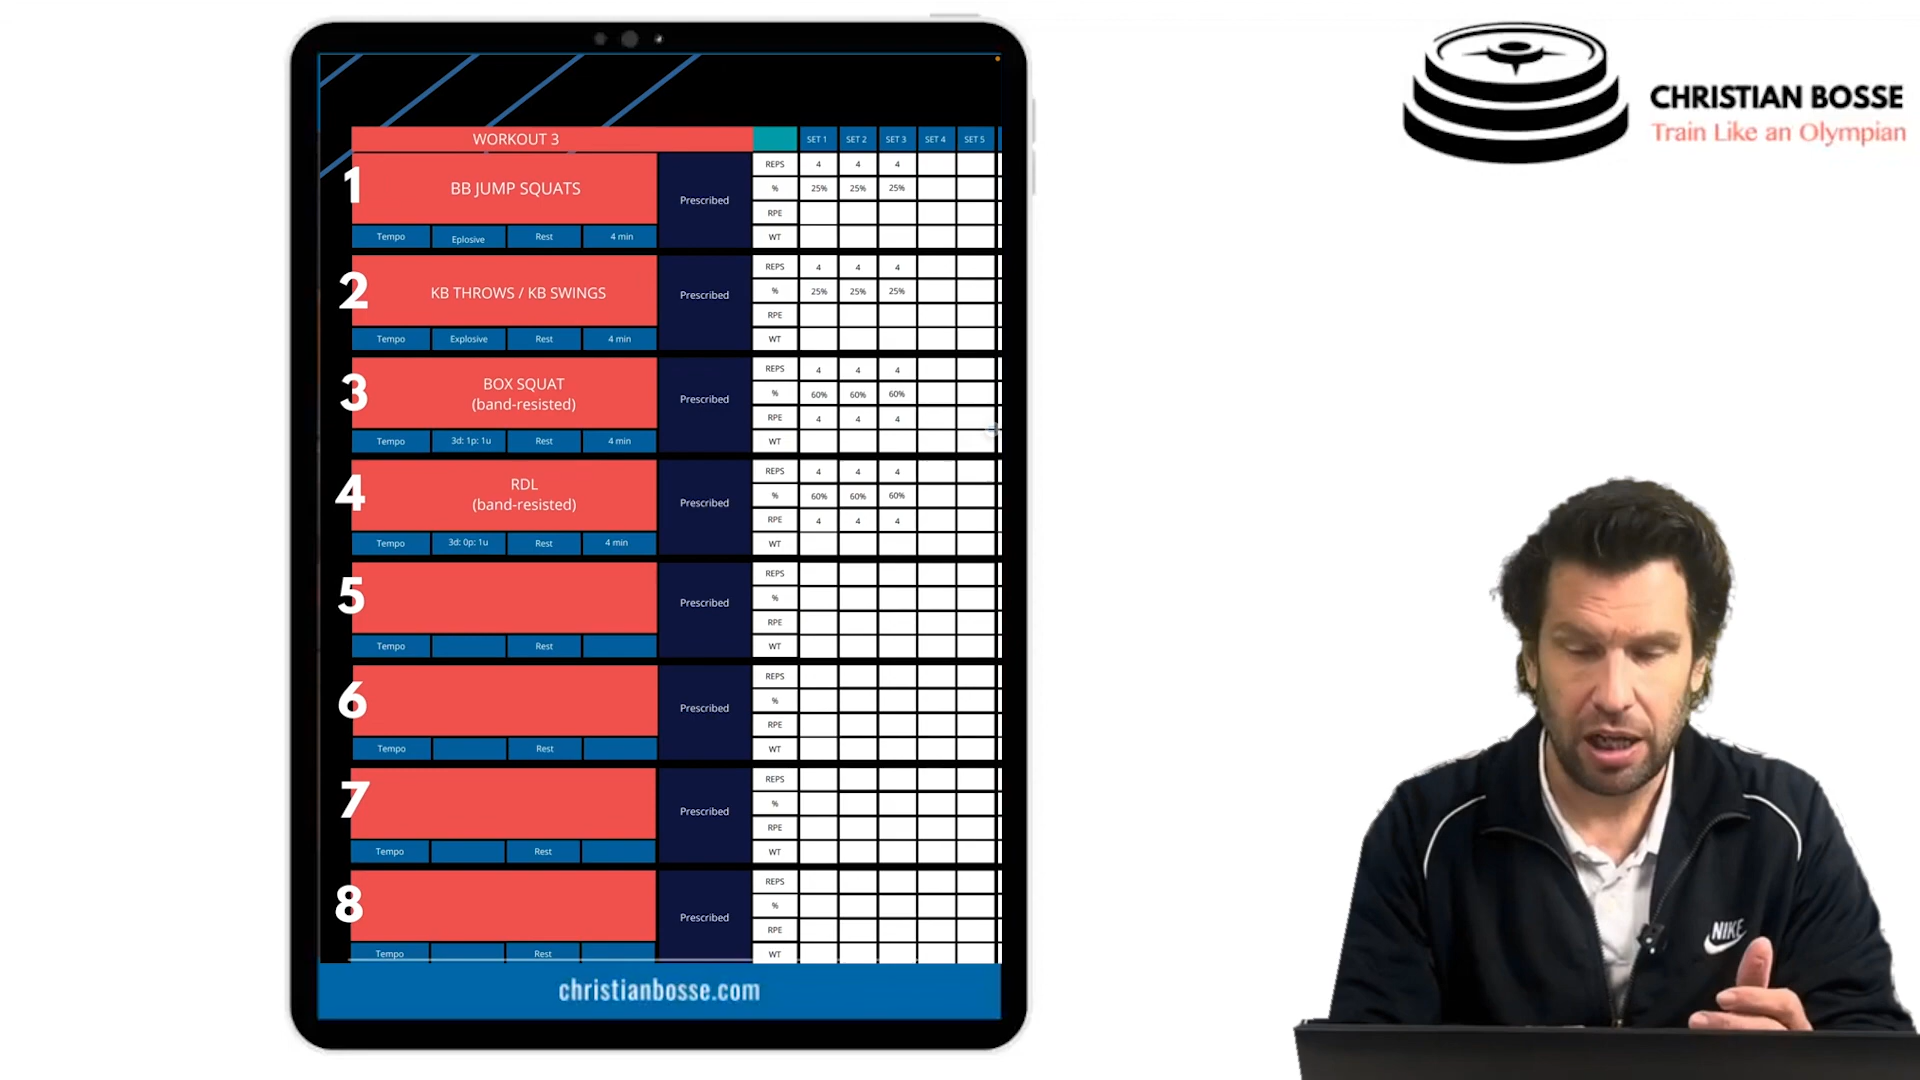 CHRISTIAN BOSSE
Train Like an Olympian
WORKOUT 3 SET 1 SET 2 SET 3 SET 4 SET 5
1 BB JUMP SQUATS Prescribed
REPS 4 4 4
% 25% 25% 25%
RPE
Tempo Eplosive Rest 4 min WT
2 KB THROWS / KB SWINGS Prescribed
REPS 4 4 4
% 25% 25% 25%
RPE
Tempo Explosive Rest 4 min WT
3 BOX SQUAT
(band-resisted) Prescribed
REPS 4 4 4
% 60% 60% 60%
RPE 4 4 4
Tempo 3d: 1p: 1u Rest 4 min WT
4 RDL
(band-resisted) Prescribed
REPS 4 4 4
% 60% 60% 60%
RPE 4 4 4
Tempo 3d: 0p: 1u Rest 4 min WT
5 Prescribed
REPS
%
RPE
Tempo Rest WT
6 Prescribed
REPS
%
RPE
Tempo Rest WT
7 Prescribed
REPS
%
RPE
Tempo Rest WT
8 Prescribed
REPS
%
RPE
Tempo Rest WT
christianbosse.com
NIKE